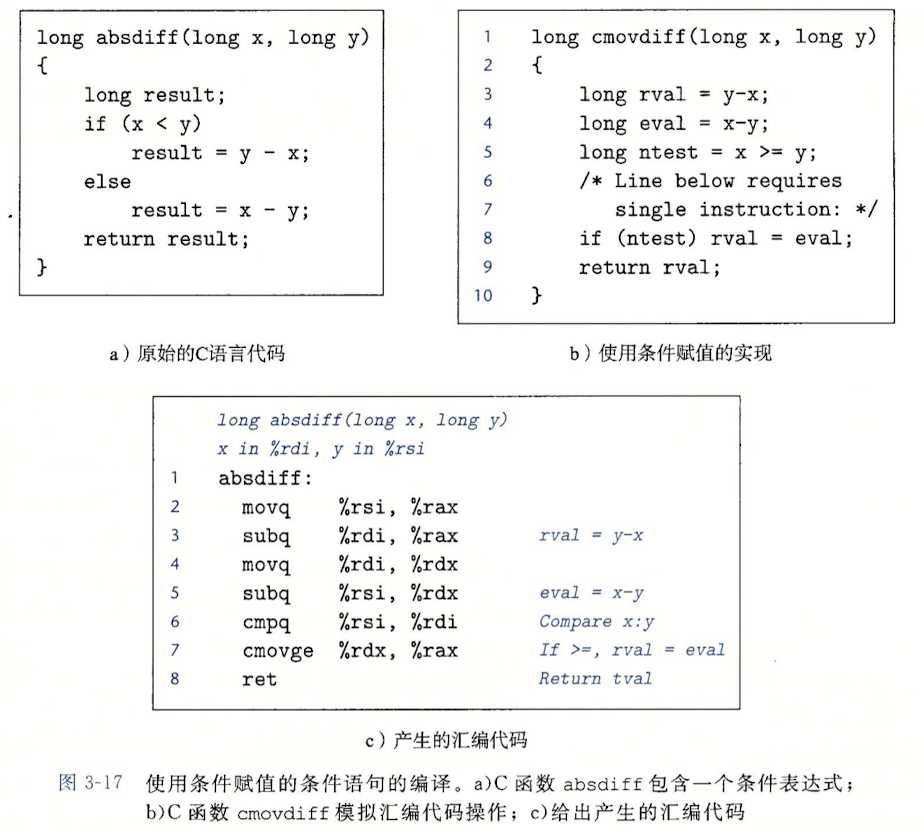 long absdiff(long x, long y)
{
    long result;
    if (x < y)
        result = y - x;
    else
        result = x - y;
    return result;
}
a）原始的C语言代码
1 long cmovdiff(long x, long y)
2 {
3     long rval = y-x;
4     long eval = x-y;
5     long ntest = x >= y;
6     /* Line below requires
7        single instruction: */
8     if (ntest) rval = eval;
9     return rval;
10 }
b）使用条件赋值的实现
long absdiff(long x, long y)
x in %rdi, y in %rsi
1 absdiff:
2   movq    %rsi, %rax
3   subq    %rdi, %rax    rval = y-x
4   movq    %rdi, %rdx
5   subq    %rsi, %rdx    eval = x-y
6   cmpq    %rsi, %rdi    Compare x:y
7   cmovge  %rdx, %rax    If >=, rval = eval
8   ret    Return tval
c）产生的汇编代码
图 3-17 使用条件赋值的条件语句的编译。a)C 函数 absdiff 包含一个条件表达式；
b)C 函数 cmovdiff 模拟汇编代码操作；c)给出产生的汇编代码